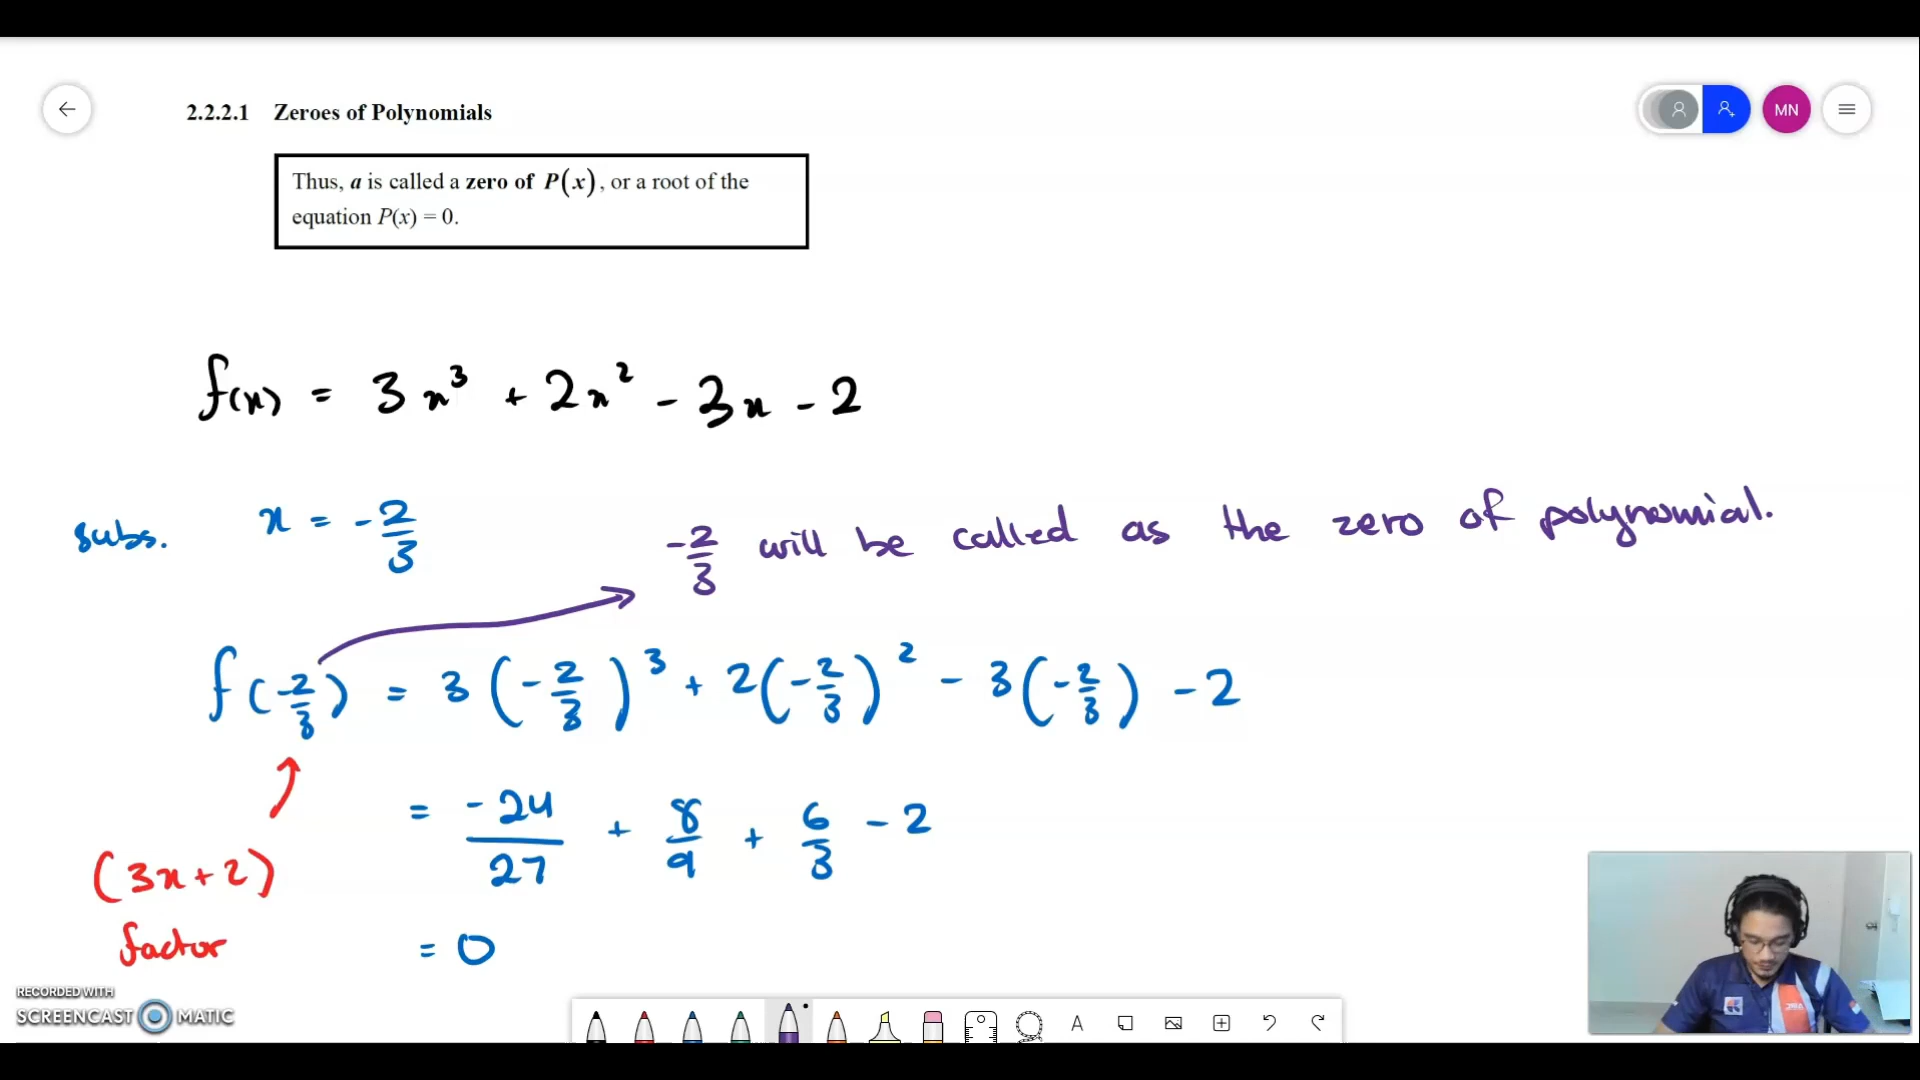 2.2.2.1 Zeroes of Polynomials
MN
Thus, a is called a zero of P(x), or a root of the
equation P(x) = 0.
f(x) = 3x³ + 2x² - 3x - 2
subs. x = -2/3
-2/3 will be called as the zero of polynomial.
f(-2/3) = 3(-2/3)³ + 2(-2/3)² - 3(-2/3) - 2
= -24/27 + 8/9 + 6/3 - 2
(3x+2)
factor
= 0
RECORDED WITH
SCREENCAST MATIC
A